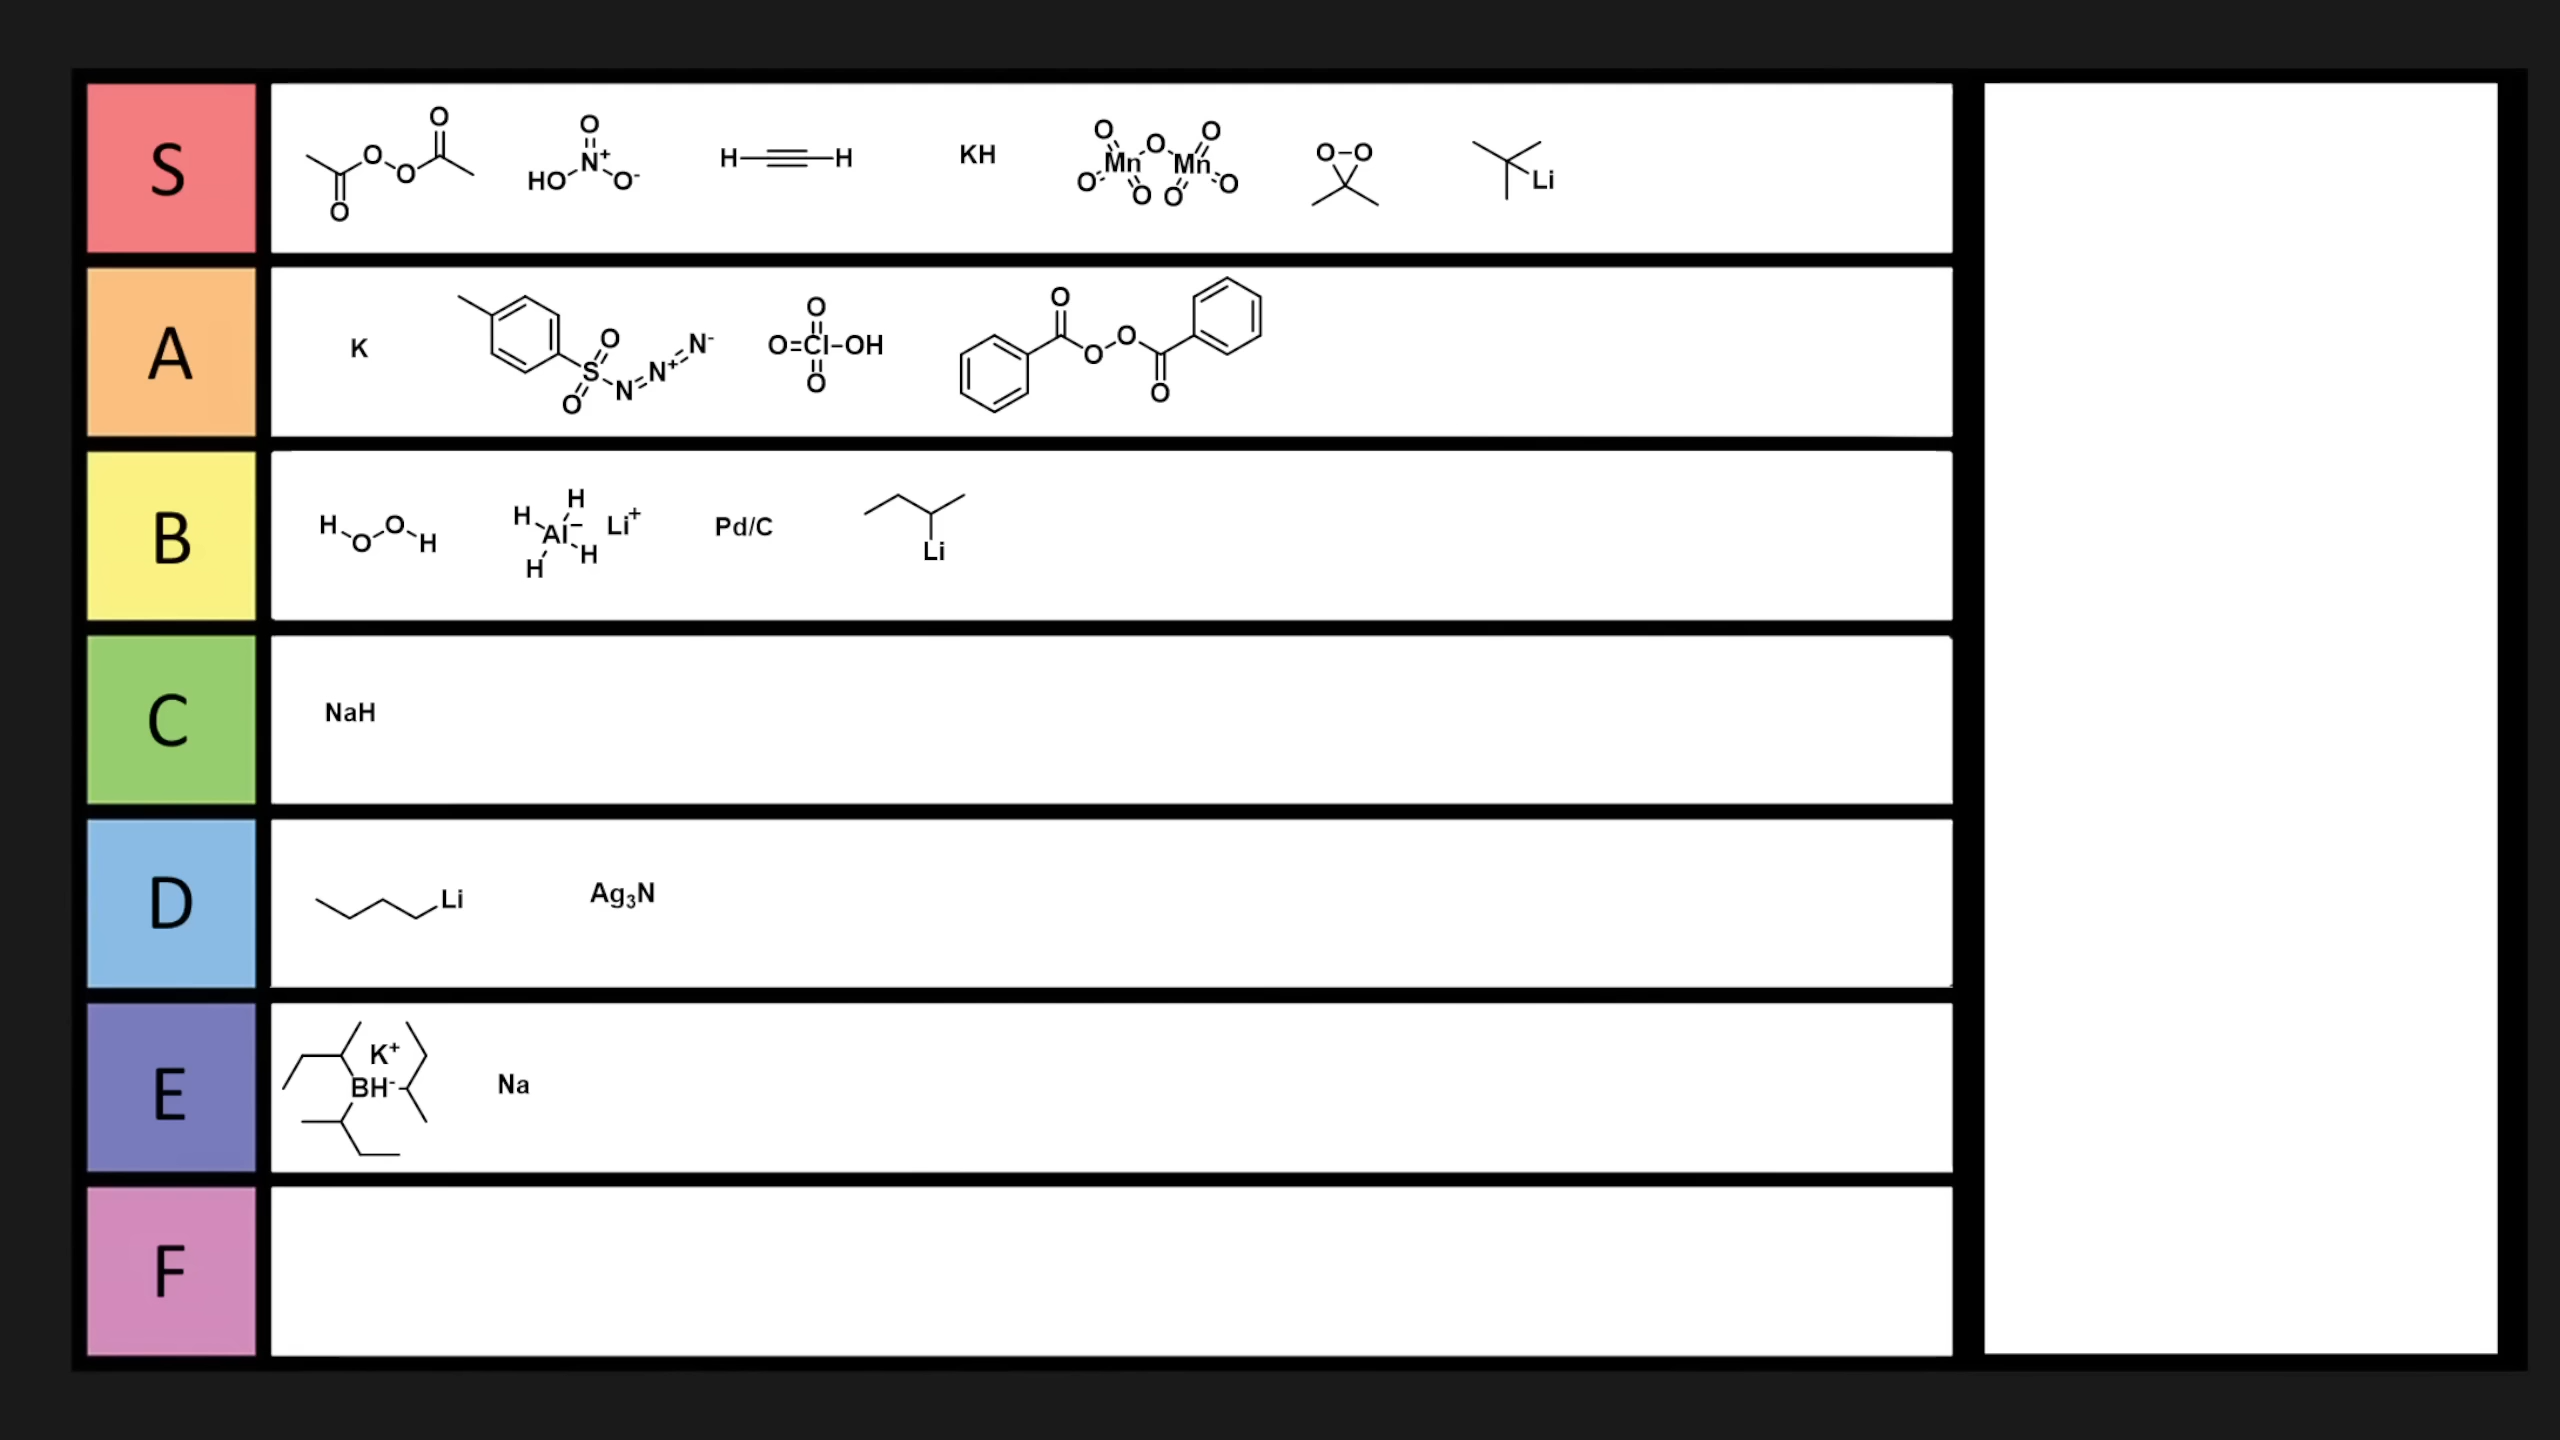 S
O
O
O
O
O
HO
N+
O-
H
H
KH
O
O
O
Mn
Mn
O
O
O
O
O
O
Li
A
K
O
S
O
N
N+
N-
O
O=Cl-OH
O
O
O
O
O
B
H
O
O
H
H
H
Al-
H
H
Li+
Pd/C
Li
C
NaH
D
Li
Ag3N
E
K+
BH-
Na
F